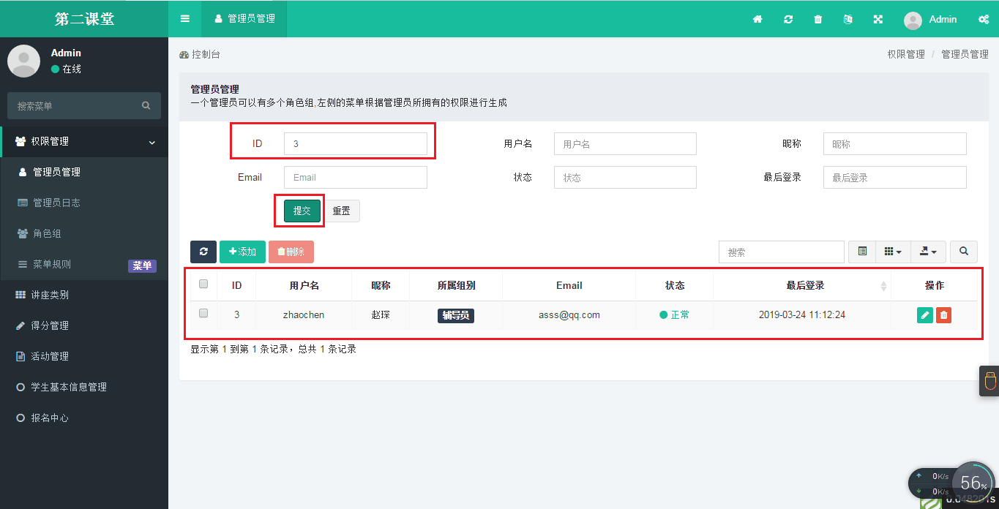 第二课堂
管理员管理
Admin
Admin
在线
搜索菜单
权限管理
管理员管理
管理员日志
角色组
菜单规则 菜单
讲座类别
得分管理
活动管理
学生基本信息管理
报名中心
控制台
权限管理 / 管理员管理
管理员管理
一个管理员可以有多个角色组,左侧的菜单根据管理员所拥有的权限进行生成
ID 3 用户名 用户名 昵称 昵称
Email Email 状态 状态 最后登录 最后登录
提交 重置
添加 删除 搜索
ID 用户名 昵称 所属组别 Email 状态 最后登录 操作
3 zhaochen 赵琛 辅导员 asss@qq.com 正常 2019-03-24 11:12:24
显示第 1 到第 1 条记录，总共 1 条记录
0K/s
0K/s
56%